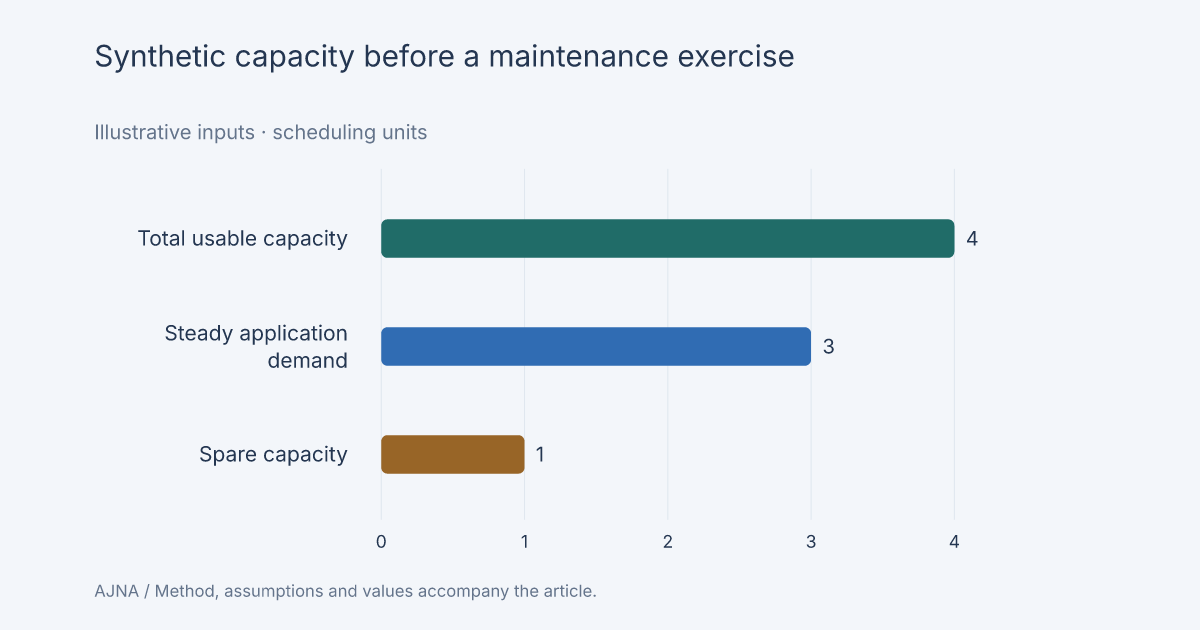 Synthetic capacity before a maintenance exercise
Illustrative inputs · scheduling units
Total usable capacity
4
Steady application
demand
3
Spare capacity
1
0 1 2 3 4
AJNA / Method, assumptions and values accompany the article.